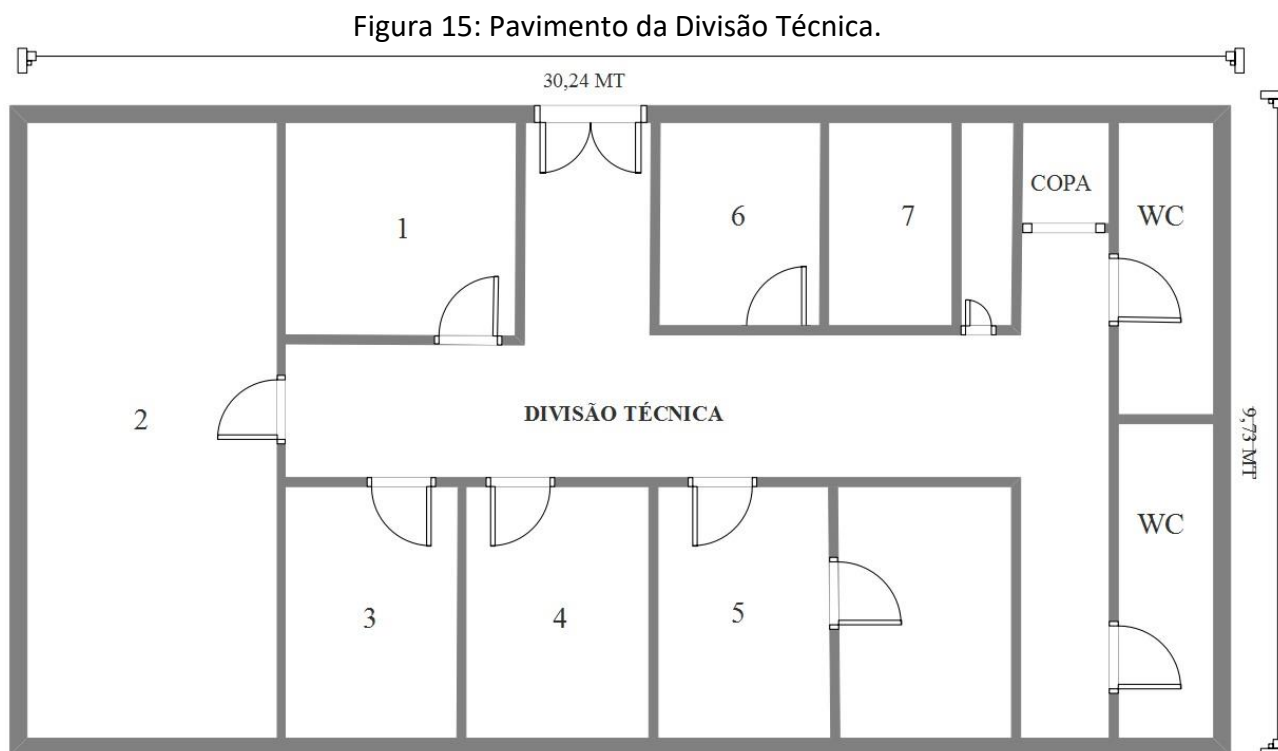 Figura 15: Pavimento da Divisão Técnica.
30,24 MT
COPA
WC
1
6
7
2
DIVISÃO TÉCNICA
9,73 MT
WC
3
4
5